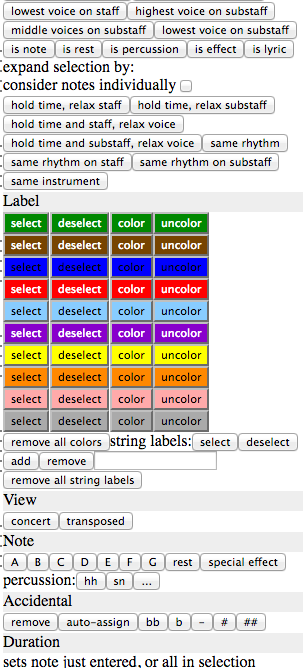 lowest voice on staff highest voice on substaff
middle voices on substaff lowest voice on substaff
is note is rest is percussion is effect is lyric
expand selection by:
consider notes individually
hold time, relax staff hold time, relax substaff
hold time and staff, relax voice
hold time and substaff, relax voice same rhythm
same rhythm on staff same rhythm on substaff
same instrument
Label
select deselect color uncolor
select deselect color uncolor
select deselect color uncolor
select deselect color uncolor
select deselect color uncolor
select deselect color uncolor
select deselect color uncolor
select deselect color uncolor
select deselect color uncolor
select deselect color uncolor
remove all colors string labels: select deselect
add remove
remove all string labels
View
concert transposed
Note
A B C D E F G rest special effect
percussion: hh sn ...
Accidental
remove auto-assign bb b - # ##
Duration
sets note just entered, or all in selection